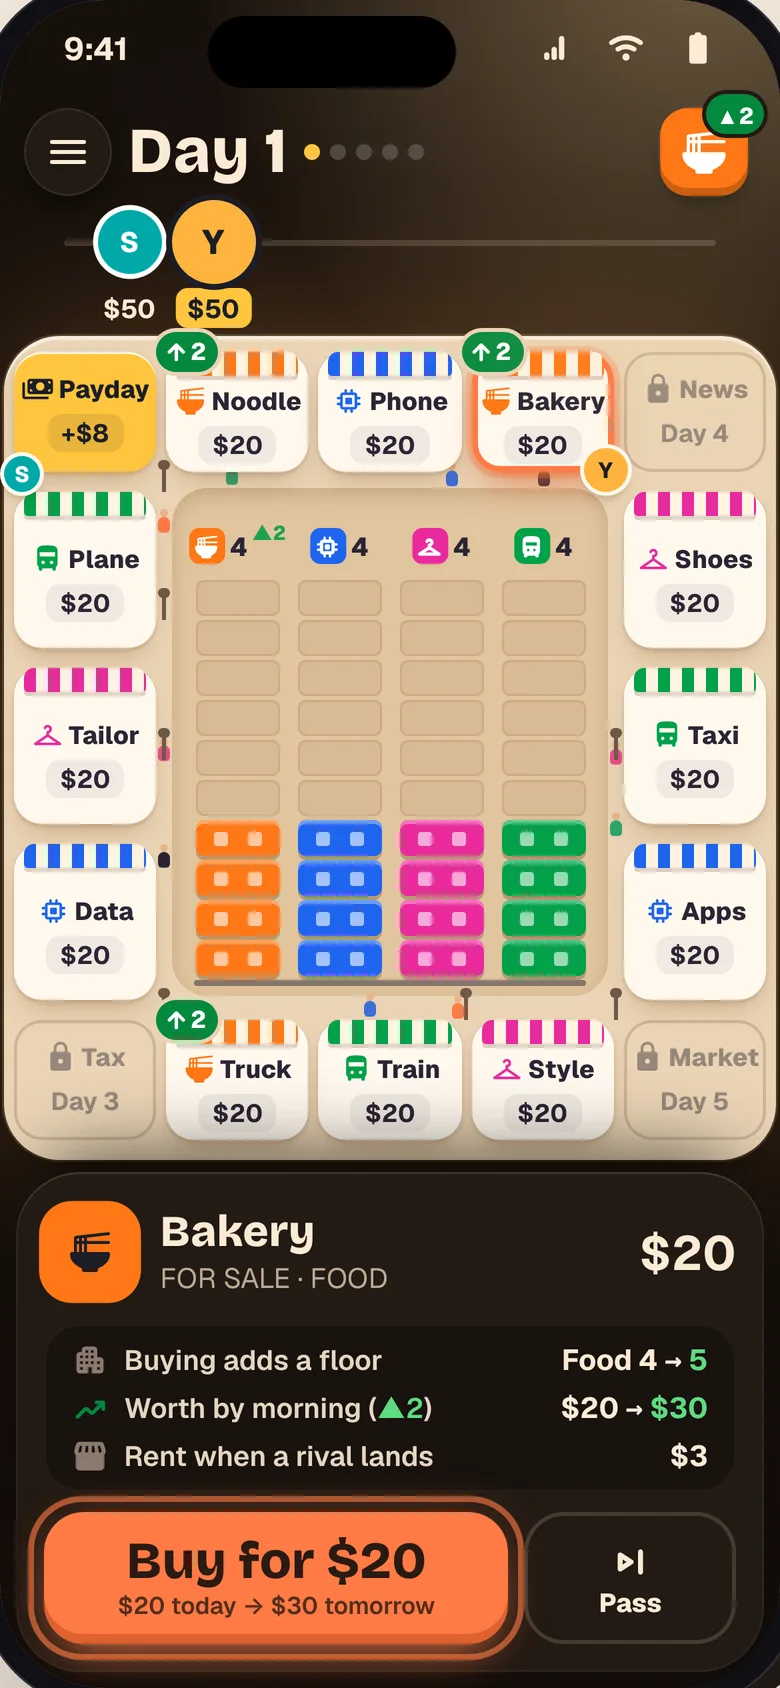 9:41
▲2
Day 1
S
Y
$50
$50
↑2
↑2
Payday
+$8
Noodle
$20
Phone
$20
Bakery
$20
News
Day 4
S
Y
Plane
$20
4 ▲2
4
4
4
Shoes
$20
Tailor
$20
Taxi
$20
Data
$20
Apps
$20
↑2
Tax
Day 3
Truck
$20
Train
$20
Style
$20
Market
Day 5
Bakery
FOR SALE · FOOD
$20
Buying adds a floor
Food 4 → 5
Worth by morning (▲2)
$20 → $30
Rent when a rival lands
$3
Buy for $20
$20 today → $30 tomorrow
Pass